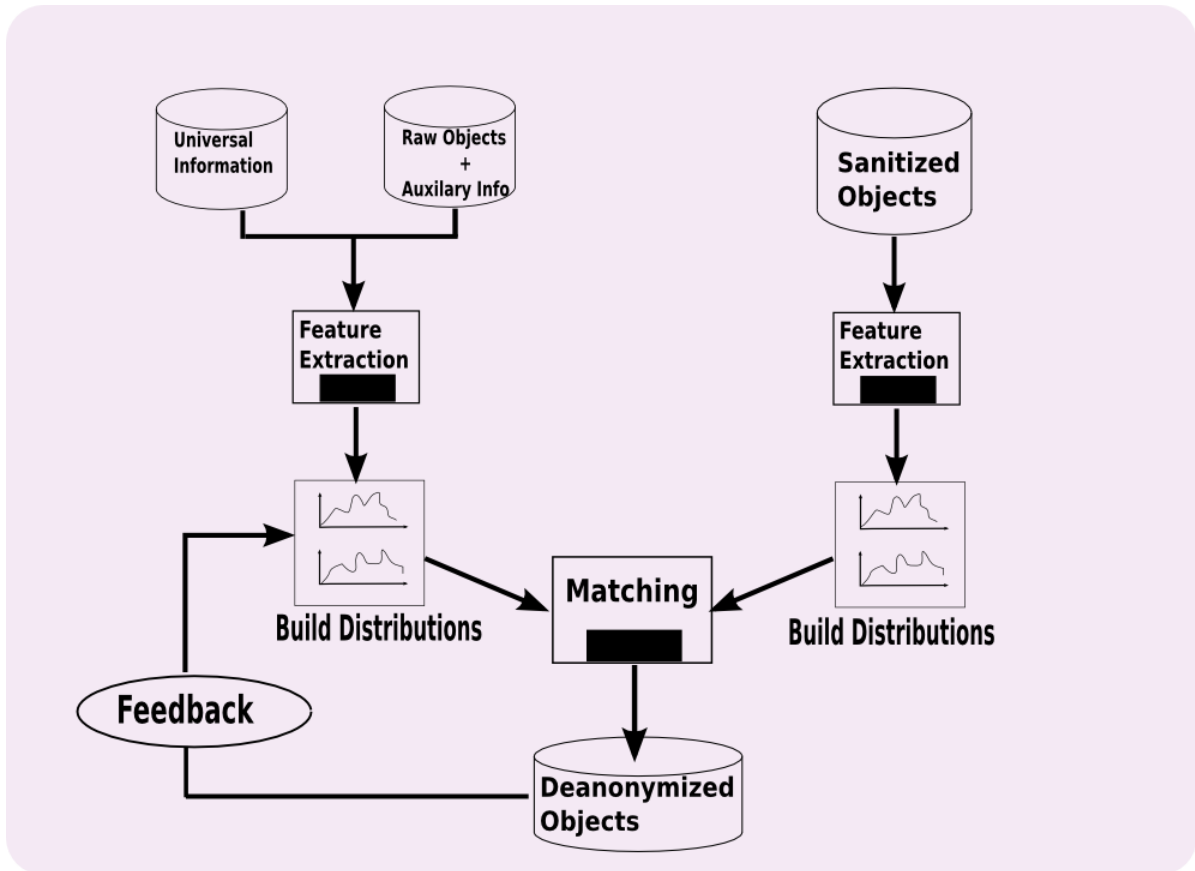 Universal
Information
Raw Objects
+
Auxilary Info
Sanitized
Objects
Feature
Extraction
Feature
Extraction
Build Distributions
Matching
Build Distributions
Feedback
Deanonymized
Objects